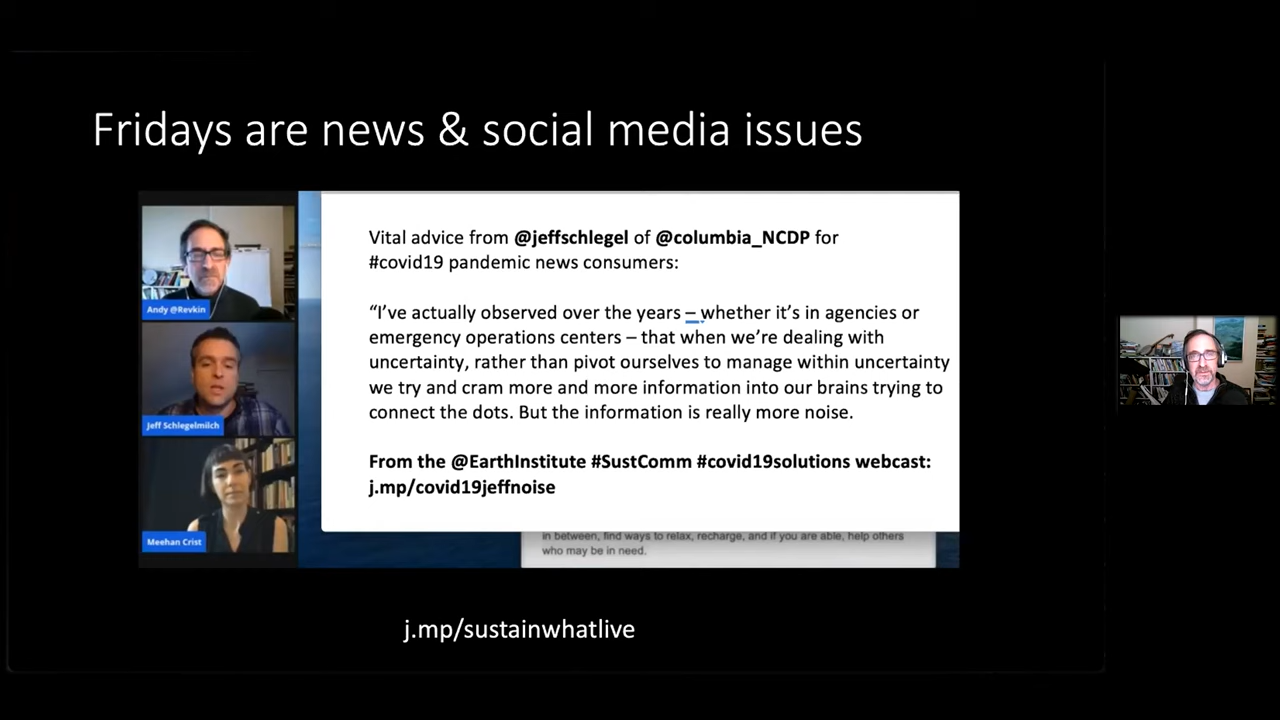 Fridays are news & social media issues
Andy @Revkin
Jeff Schlegelmilch
Meehan Crist
Vital advice from @jeffschlegel of @columbia_NCDP for
#covid19 pandemic news consumers:
“I’ve actually observed over the years – whether it’s in agencies or
emergency operations centers – that when we’re dealing with
uncertainty, rather than pivot ourselves to manage within uncertainty
we try and cram more and more information into our brains trying to
connect the dots. But the information is really more noise.
From the @EarthInstitute #SustComm #covid19solutions webcast:
j.mp/covid19jeffnoise
in between, find ways to relax, recharge, and if you are able, help others
who may be in need.
j.mp/sustainwhatlive